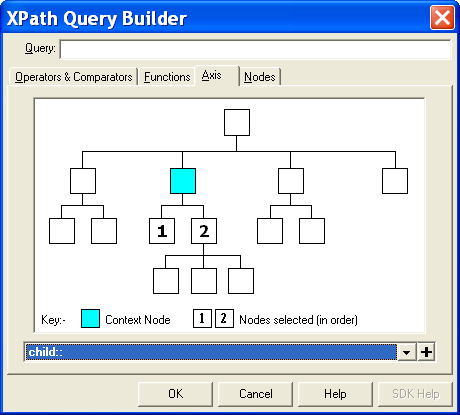 XPath Query Builder
Query:
Operators & Comparators Functions Axis Nodes
1 2
Key:- Context Node 1 2 Nodes selected (in order)
child::
OK Cancel Help SDK Help